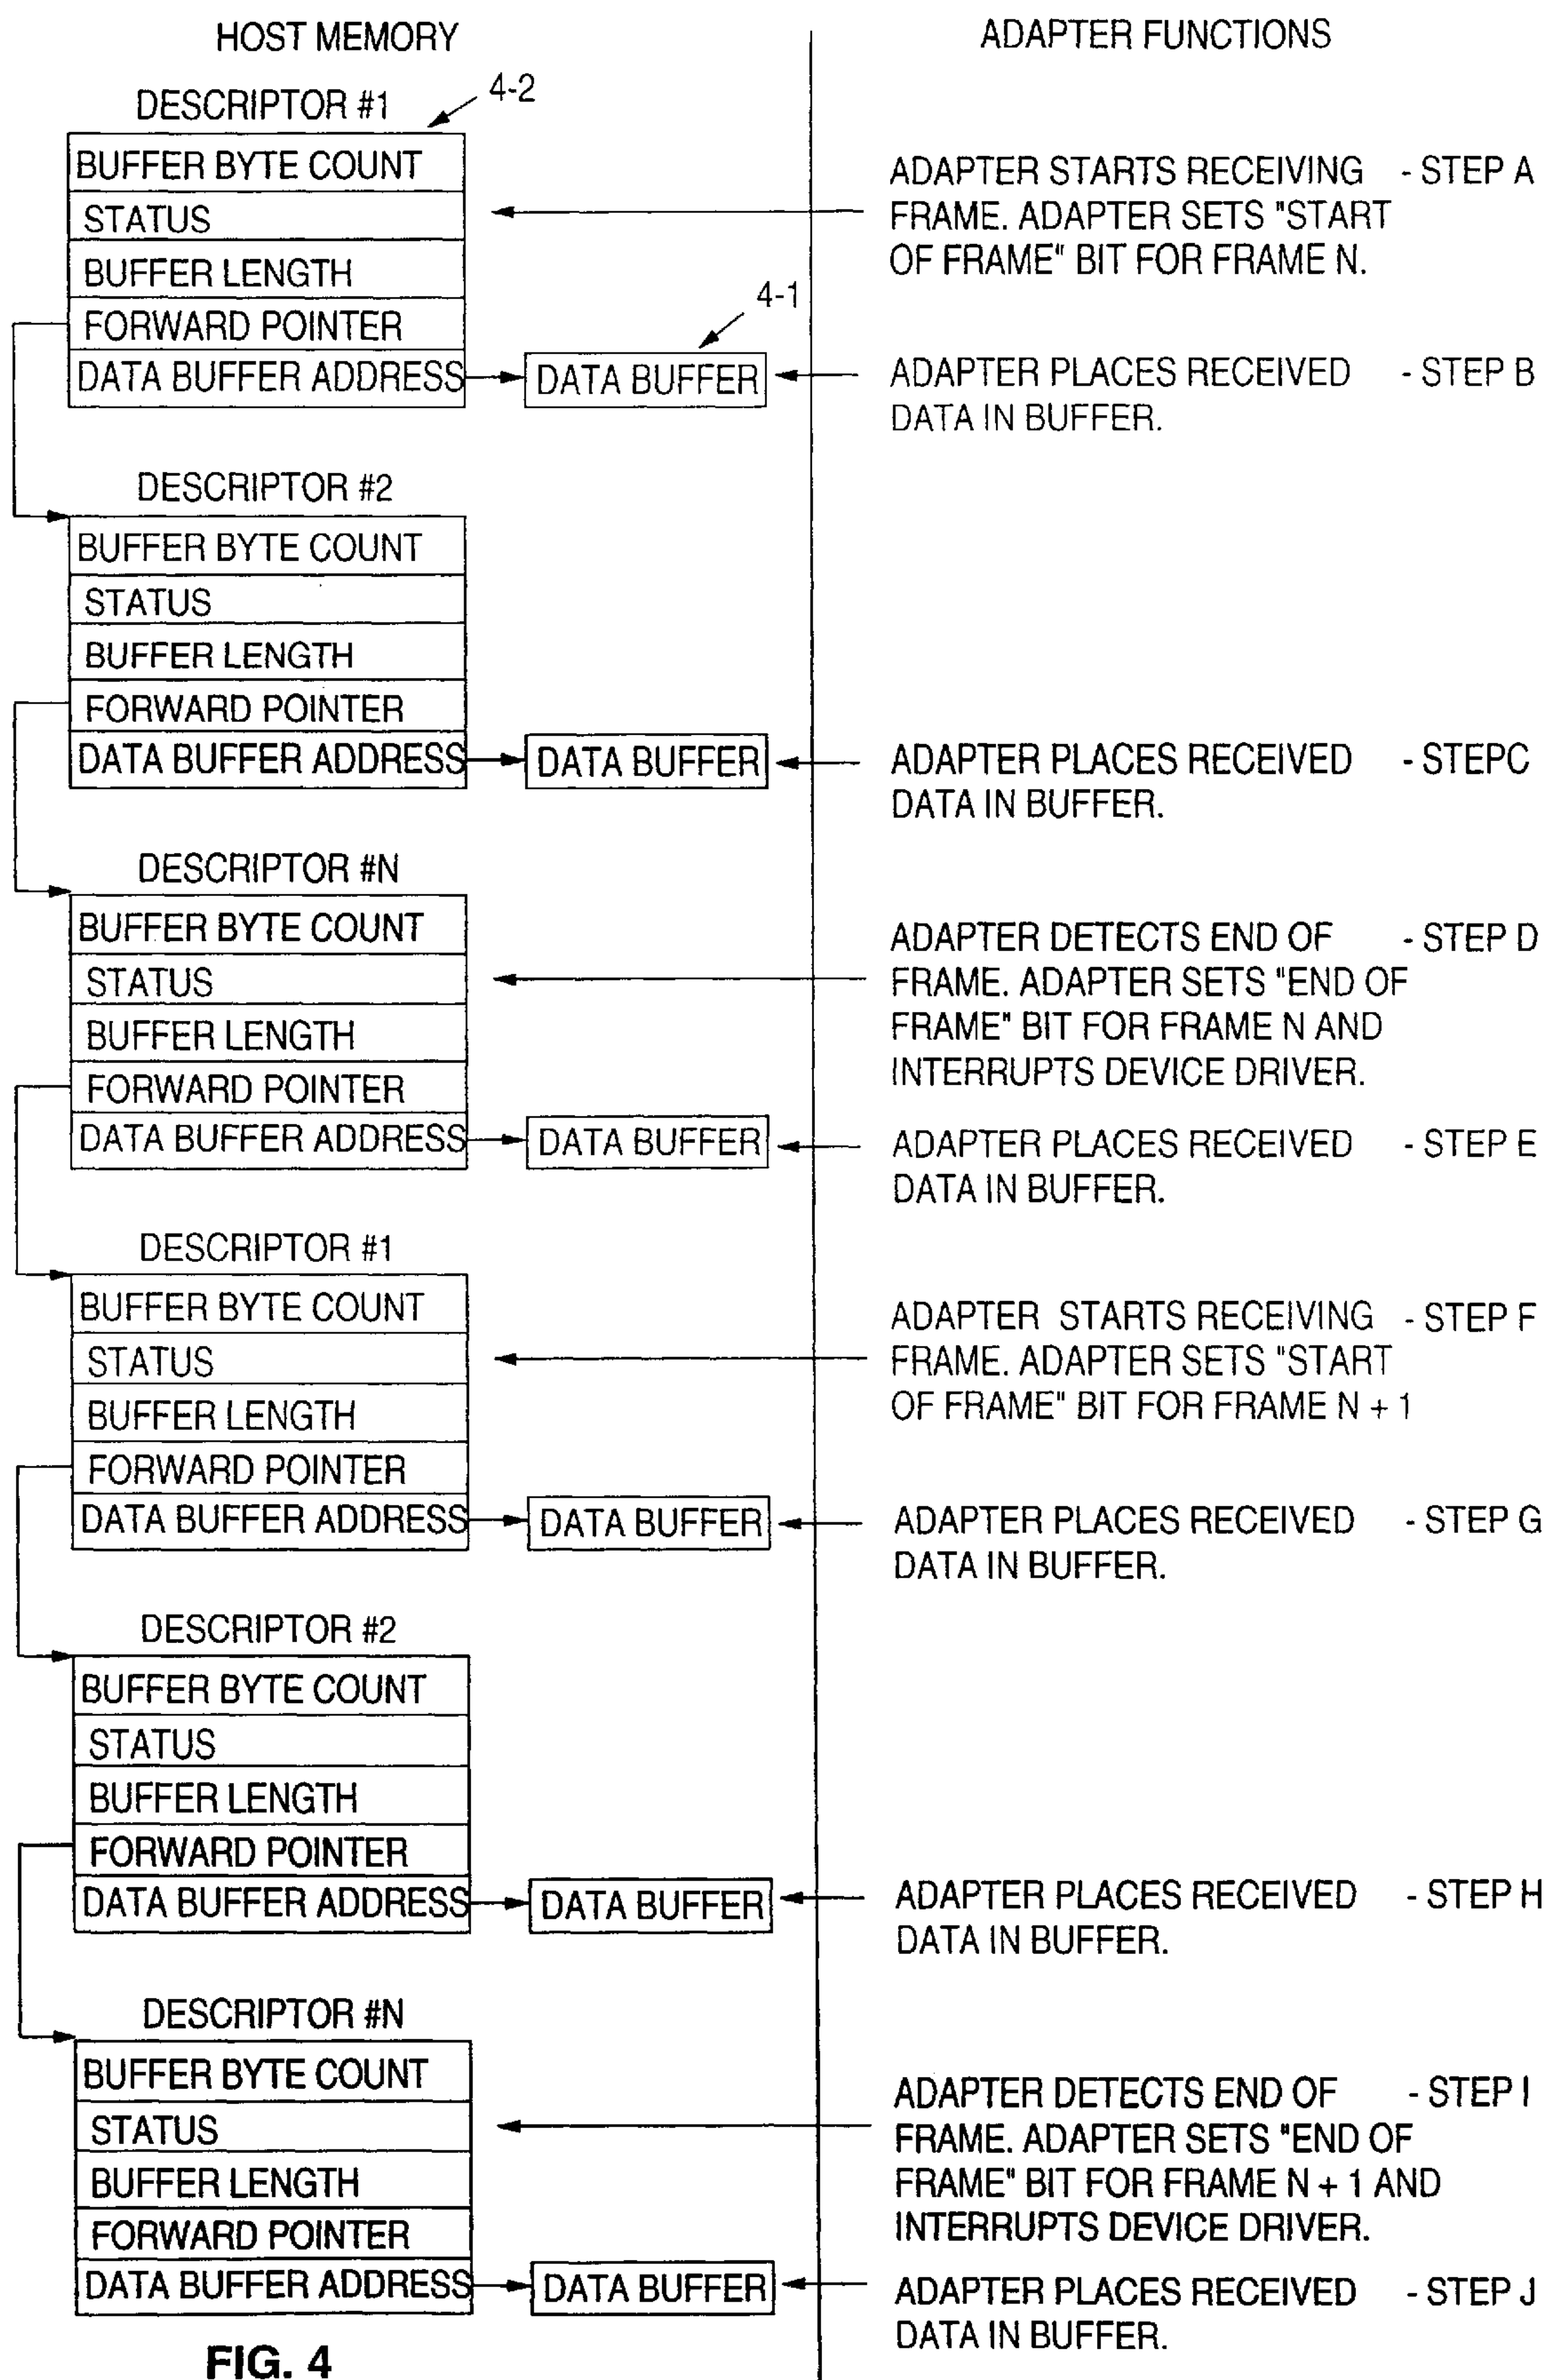 HOST MEMORY
ADAPTER FUNCTIONS
DESCRIPTOR #1
4-2
BUFFER BYTE COUNT
STATUS
BUFFER LENGTH
FORWARD POINTER
DATA BUFFER ADDRESS
4-1
DATA BUFFER
ADAPTER STARTS RECEIVING - STEP A
FRAME. ADAPTER SETS "START
OF FRAME" BIT FOR FRAME N.
ADAPTER PLACES RECEIVED - STEP B
DATA IN BUFFER.
DESCRIPTOR #2
BUFFER BYTE COUNT
STATUS
BUFFER LENGTH
FORWARD POINTER
DATA BUFFER ADDRESS
DATA BUFFER
ADAPTER PLACES RECEIVED - STEPC
DATA IN BUFFER.
DESCRIPTOR #N
BUFFER BYTE COUNT
STATUS
BUFFER LENGTH
FORWARD POINTER
DATA BUFFER ADDRESS
DATA BUFFER
ADAPTER DETECTS END OF - STEP D
FRAME. ADAPTER SETS "END OF
FRAME" BIT FOR FRAME N AND
INTERRUPTS DEVICE DRIVER.
ADAPTER PLACES RECEIVED - STEP E
DATA IN BUFFER.
DESCRIPTOR #1
BUFFER BYTE COUNT
STATUS
BUFFER LENGTH
FORWARD POINTER
DATA BUFFER ADDRESS
DATA BUFFER
ADAPTER STARTS RECEIVING - STEP F
FRAME. ADAPTER SETS "START
OF FRAME" BIT FOR FRAME N + 1
ADAPTER PLACES RECEIVED - STEP G
DATA IN BUFFER.
DESCRIPTOR #2
BUFFER BYTE COUNT
STATUS
BUFFER LENGTH
FORWARD POINTER
DATA BUFFER ADDRESS
DATA BUFFER
ADAPTER PLACES RECEIVED - STEP H
DATA IN BUFFER.
DESCRIPTOR #N
BUFFER BYTE COUNT
STATUS
BUFFER LENGTH
FORWARD POINTER
DATA BUFFER ADDRESS
DATA BUFFER
ADAPTER DETECTS END OF - STEP I
FRAME. ADAPTER SETS "END OF
FRAME" BIT FOR FRAME N + 1 AND
INTERRUPTS DEVICE DRIVER.
ADAPTER PLACES RECEIVED - STEP J
DATA IN BUFFER.
FIG. 4